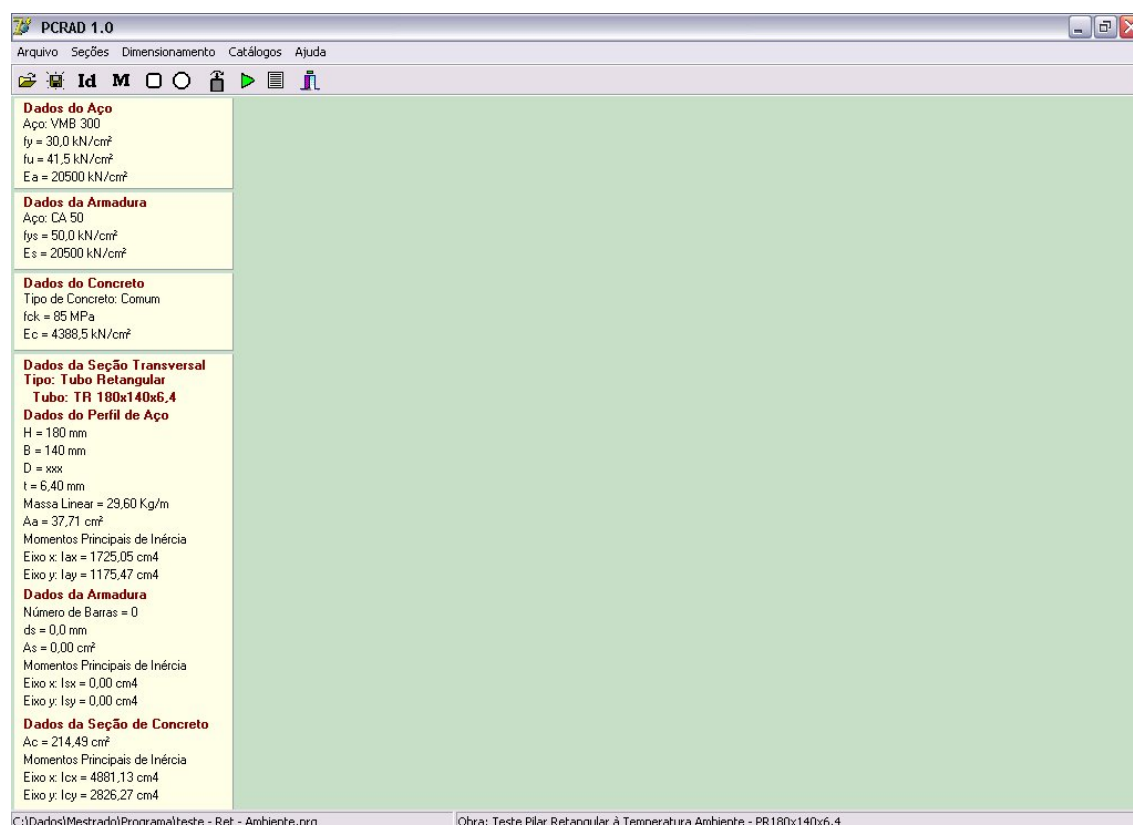 PCRAD 1.0
Arquivo Seções Dimensionamento Catálogos Ajuda
Id M
Dados do Aço
Aço: VMB 300
fy = 30,0 kN/cm²
fu = 41,5 kN/cm²
Ea = 20500 kN/cm²
Dados da Armadura
Aço: CA 50
fys = 50,0 kN/cm²
Es = 20500 kN/cm²
Dados do Concreto
Tipo de Concreto: Comum
fck = 85 MPa
Ec = 4388,5 kN/cm²
Dados da Seção Transversal
Tipo: Tubo Retangular
Tubo: TR 180x140x6,4
Dados do Perfil de Aço
H = 180 mm
B = 140 mm
D = xxx
t = 6,40 mm
Massa Linear = 29,60 Kg/m
Aa = 37,71 cm²
Momentos Principais de Inércia
Eixo x: Iax = 1725,05 cm4
Eixo y: Iay = 1175,47 cm4
Dados da Armadura
Número de Barras = 0
ds = 0,0 mm
As = 0,00 cm²
Momentos Principais de Inércia
Eixo x: Isx = 0,00 cm4
Eixo y: Isy = 0,00 cm4
Dados da Seção de Concreto
Ac = 214,49 cm²
Momentos Principais de Inércia
Eixo x: Icx = 4881,13 cm4
Eixo y: Icy = 2826,27 cm4
C:\Dados\Mestrado\Programa\teste - Ret - Ambiente.prg Obra: Teste Pilar Retangular à Temperatura Ambiente - PR180x140x6,4